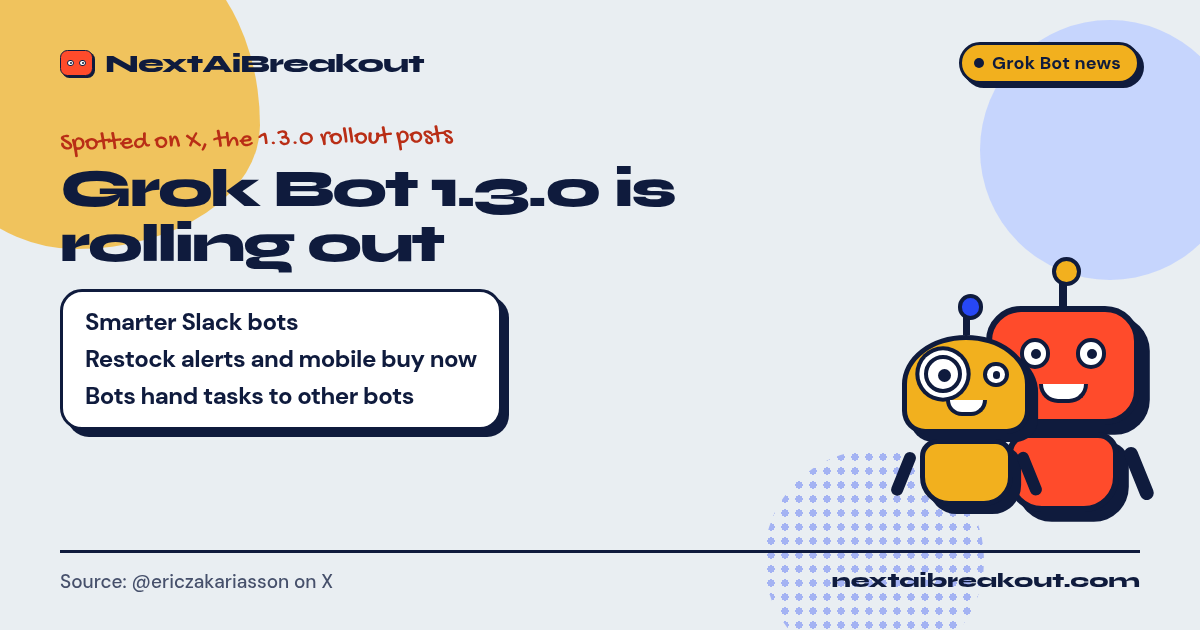 NextAiBreakout
Grok Bot news
Spotted on X, the 1.3.0 rollout posts
Grok Bot 1.3.0 is
rolling out
Smarter Slack bots
Restock alerts and mobile buy now
Bots hand tasks to other bots
Source: @ericzakariasson on X
nextaibreakout.com